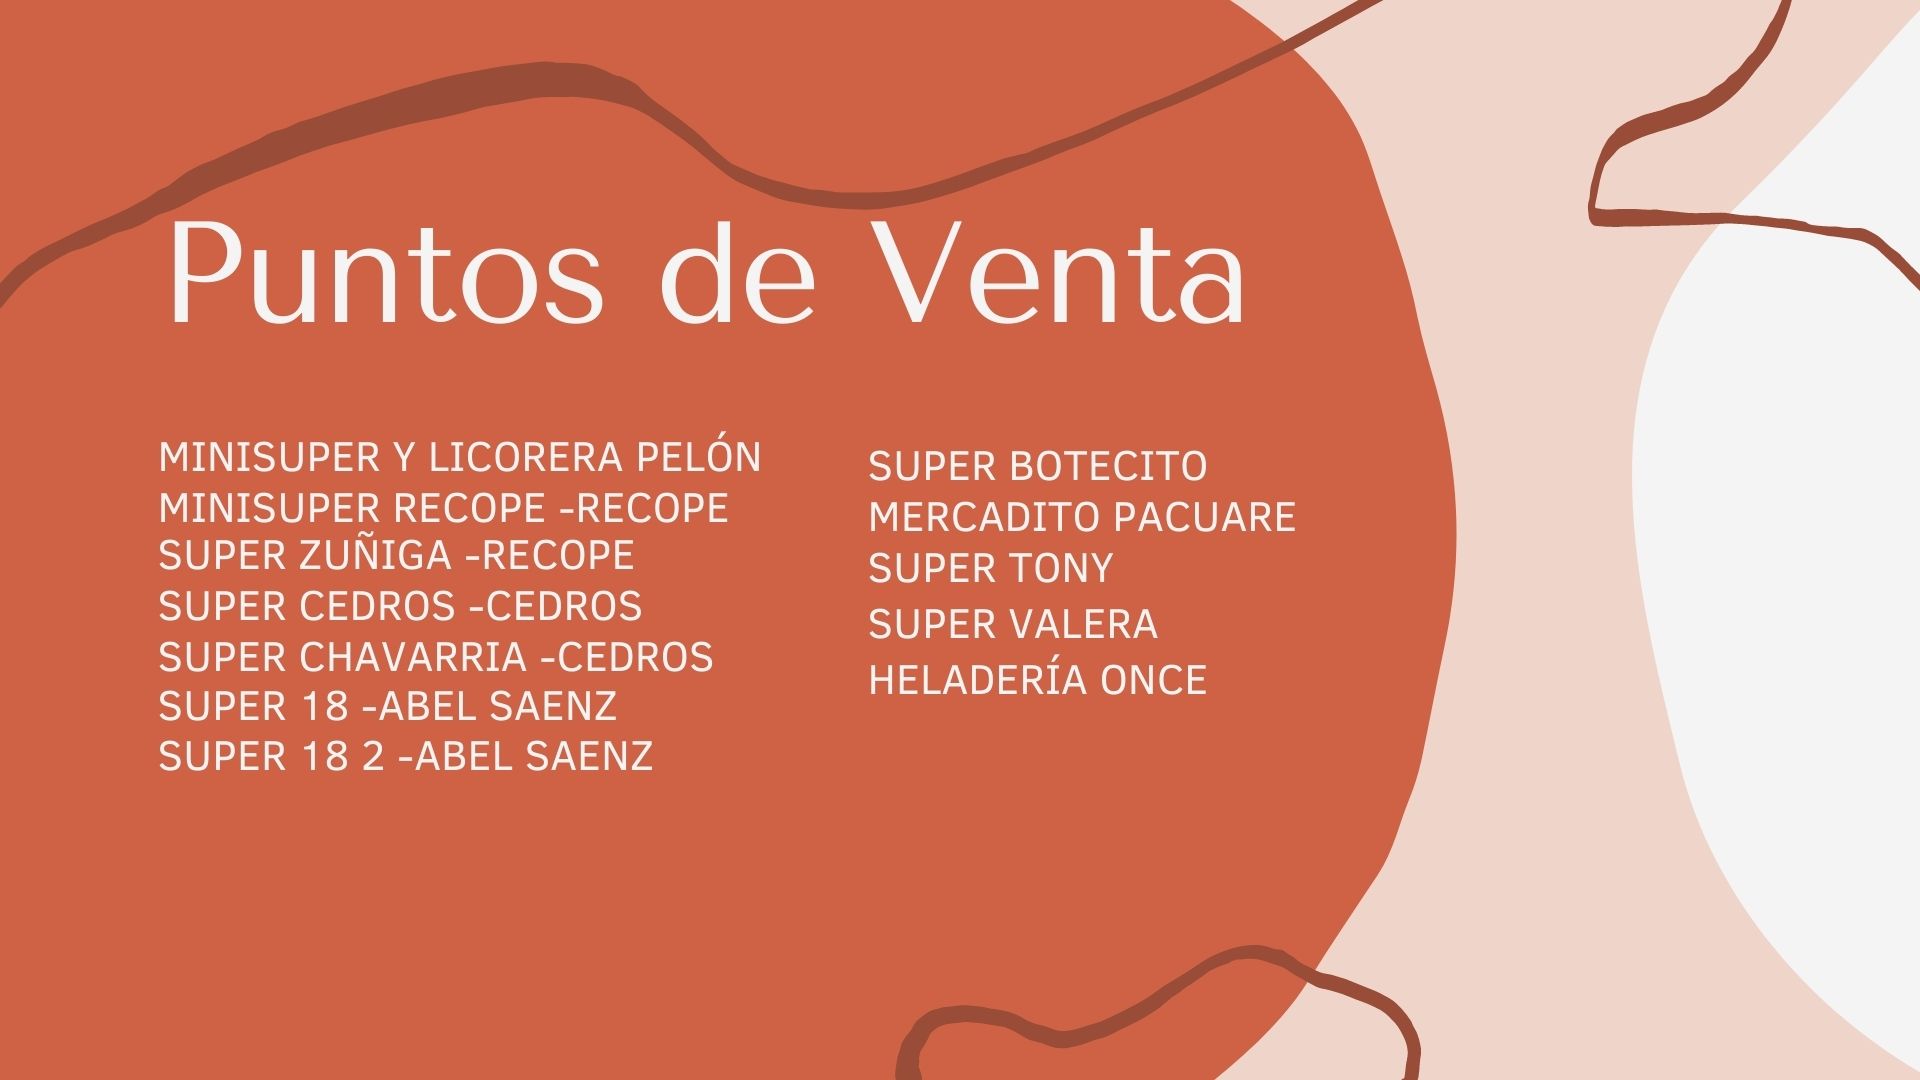 Puntos de Venta
MINISUPER Y LICORERA PELÓN
MINISUPER RECOPE -RECOPE
SUPER ZUÑIGA -RECOPE
SUPER CEDROS -CEDROS
SUPER CHAVARRIA -CEDROS
SUPER 18 -ABEL SAENZ
SUPER 18 2 -ABEL SAENZ
SUPER BOTECITO
MERCADITO PACUARE
SUPER TONY
SUPER VALERA
HELADERÍA ONCE